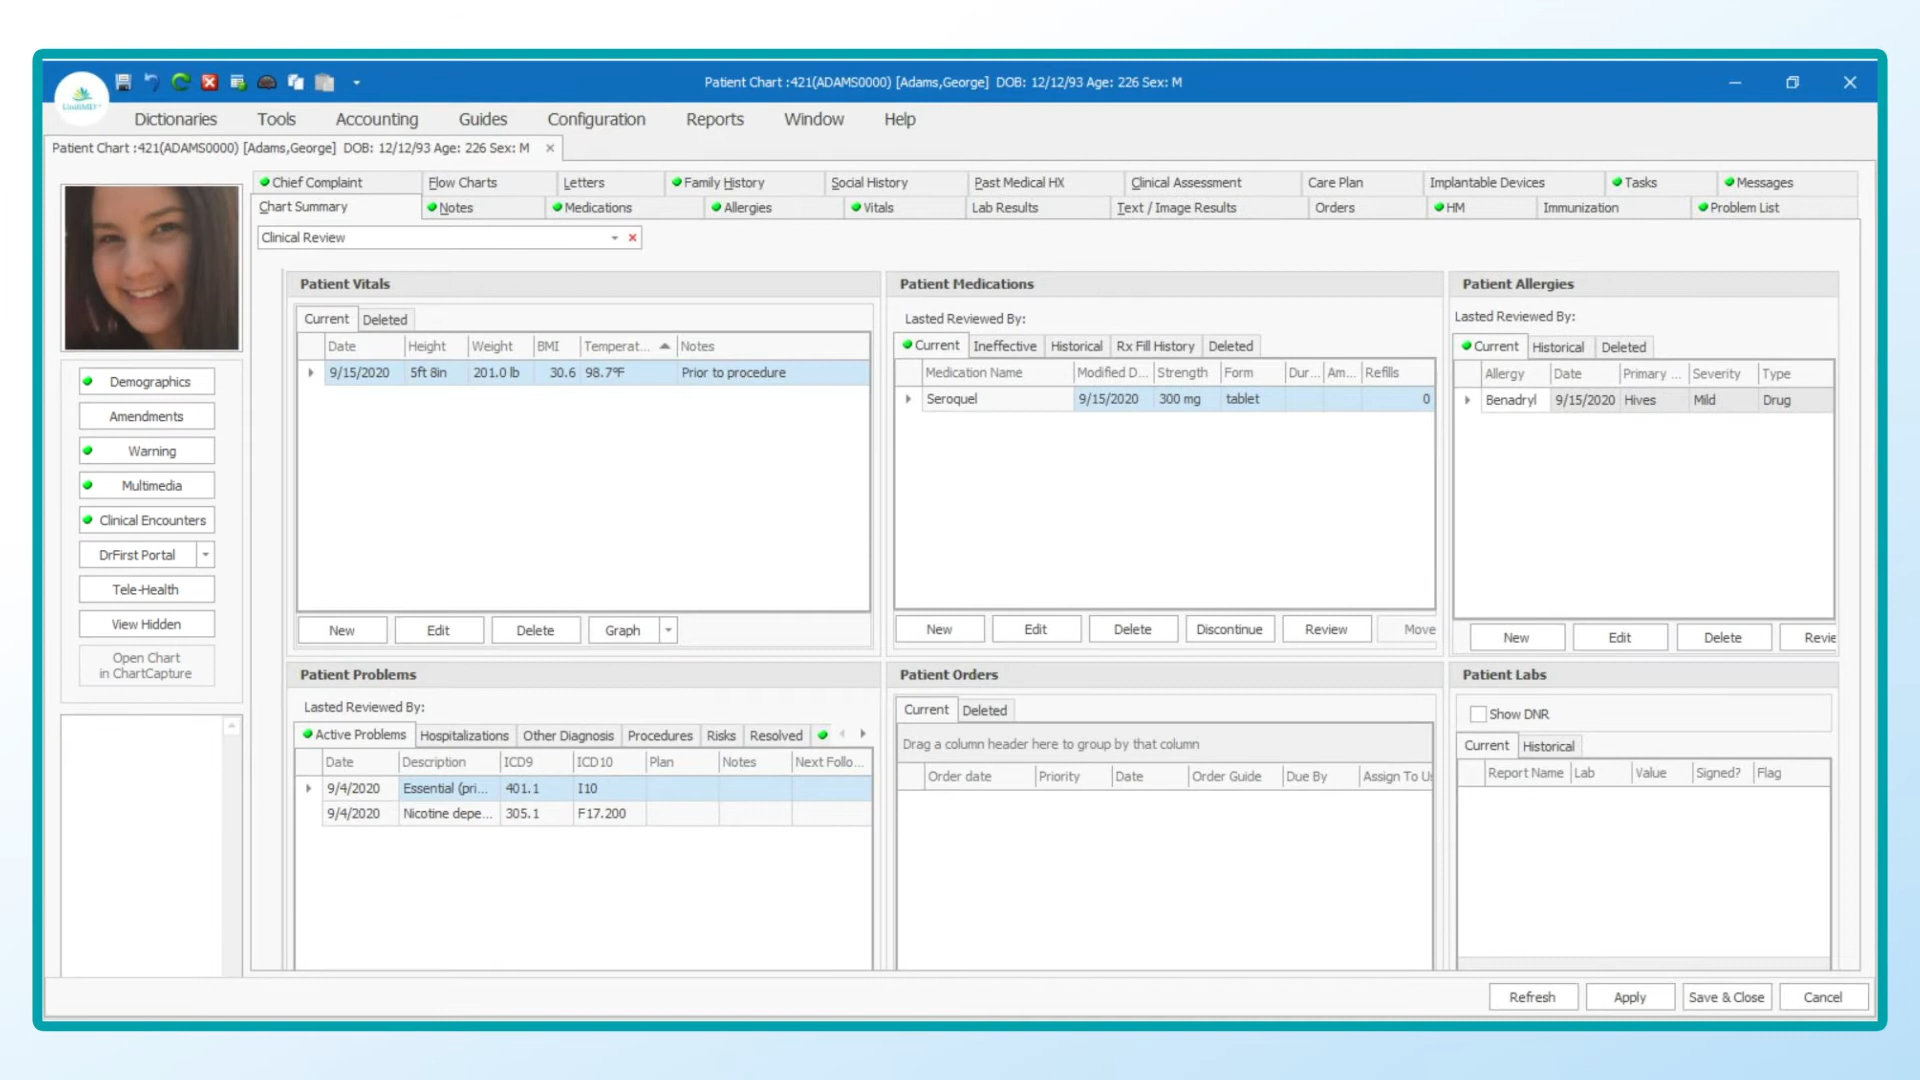 Patient Chart :421(ADAMS0000) [Adams,George] DOB: 12/12/93 Age: 226 Sex: M
UnifiMD
Dictionaries Tools Accounting Guides Configuration Reports Window Help
Patient Chart :421(ADAMS0000) [Adams,George] DOB: 12/12/93 Age: 226 Sex: M
Chief Complaint Flow Charts Letters Family History Social History Past Medical HX Clinical Assessment Care Plan Implantable Devices Tasks Messages
Chart Summary Notes Medications Allergies Vitals Lab Results Text / Image Results Orders HM Immunization Problem List
Clinical Review
Demographics
Amendments
Warning
Multimedia
Clinical Encounters
DrFirst Portal
Tele-Health
View Hidden
Open Chart
in ChartCapture
Patient Vitals
Current Deleted
Date Height Weight BMI Temperat... Notes
9/15/2020 5ft 8in 201.0 lb 30.6 98.7°F Prior to procedure
New Edit Delete Graph
Patient Medications
Lasted Reviewed By:
Current Ineffective Historical Rx Fill History Deleted
Medication Name Modified D... Strength Form Dur... Am... Refills
Seroquel 9/15/2020 300 mg tablet 0
New Edit Delete Discontinue Review Move
Patient Allergies
Lasted Reviewed By:
Current Historical Deleted
Allergy Date Primary ... Severity Type
Benadryl 9/15/2020 Hives Mild Drug
New Edit Delete Revie
Patient Problems
Lasted Reviewed By:
Active Problems Hospitalizations Other Diagnosis Procedures Risks Resolved
Date Description ICD9 ICD10 Plan Notes Next Follo...
9/4/2020 Essential (pri... 401.1 I10
9/4/2020 Nicotine depe... 305.1 F17.200
Patient Orders
Current Deleted
Drag a column header here to group by that column
Order date Priority Date Order Guide Due By Assign To Us
Patient Labs
Show DNR
Current Historical
Report Name Lab Value Signed? Flag
Refresh Apply Save & Close Cancel